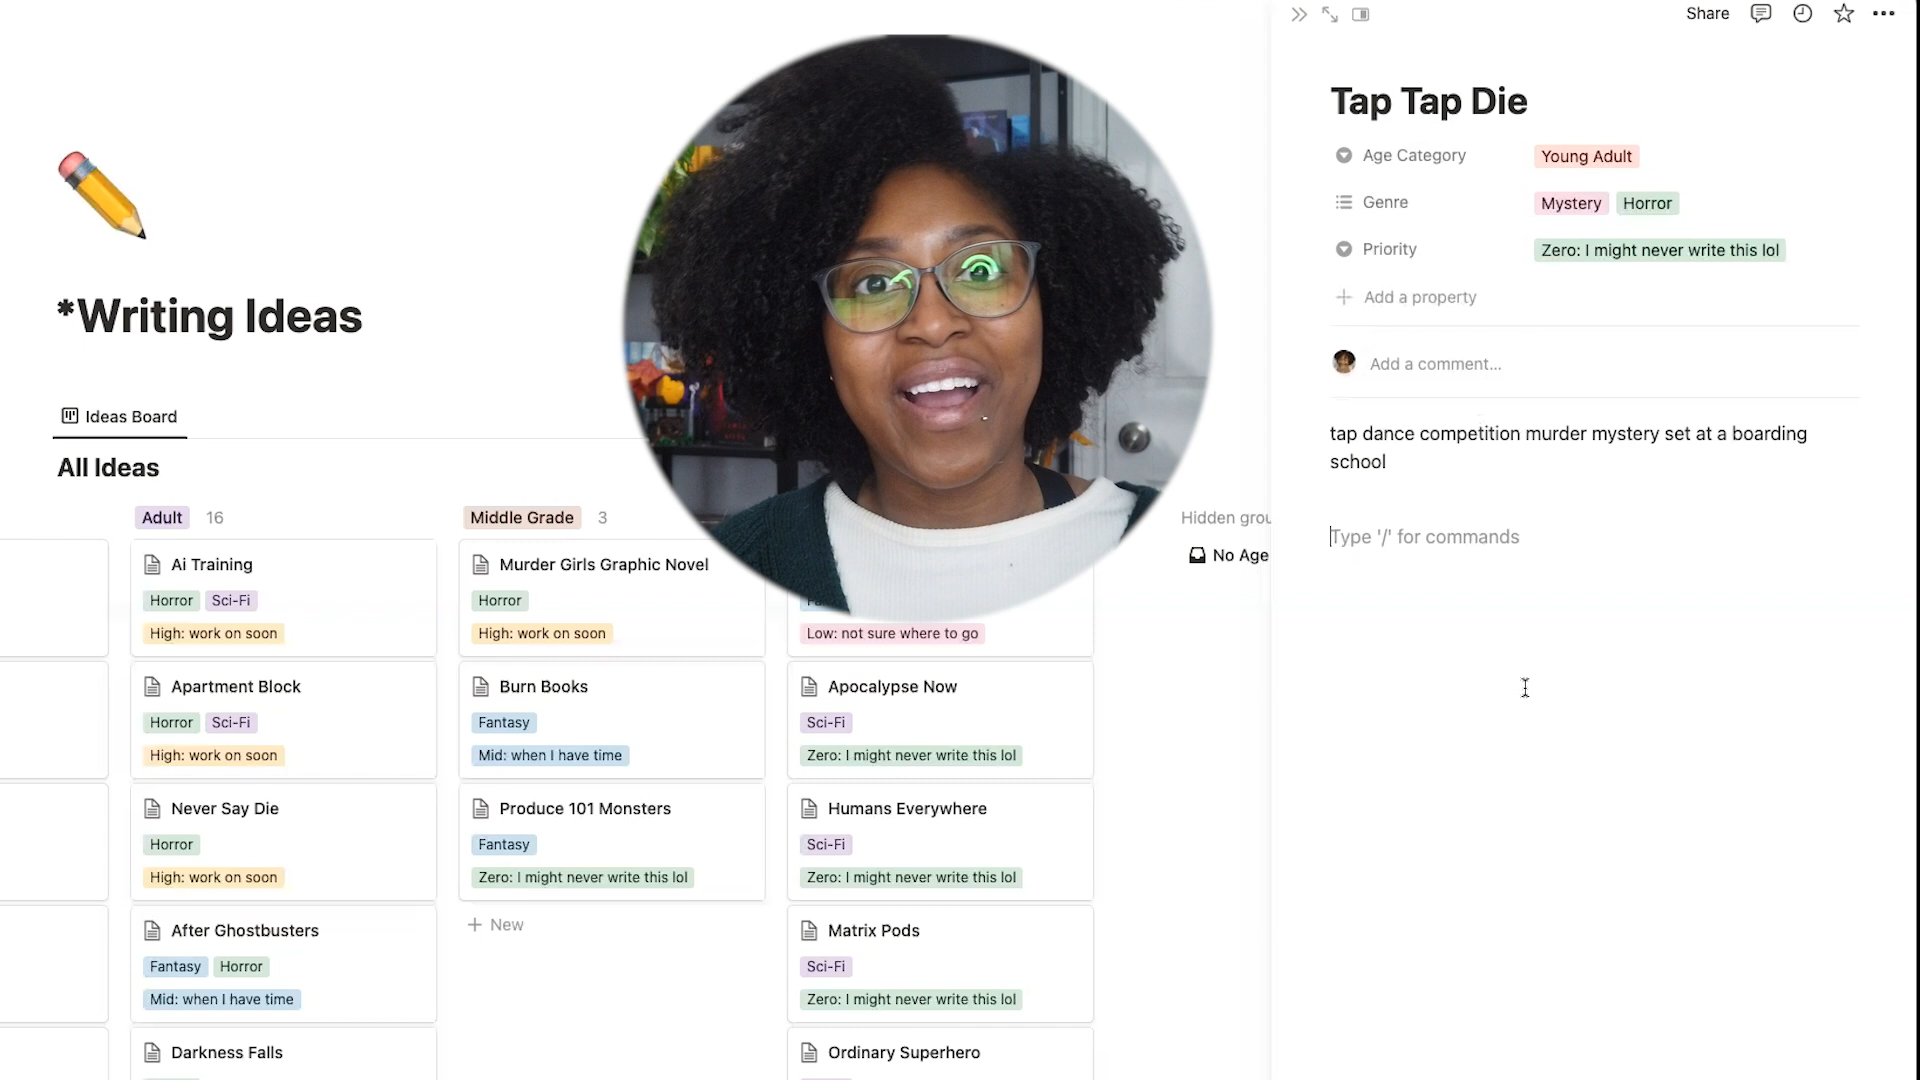 *Writing Ideas
Ideas Board
All Ideas
Adult 16
Ai Training
Horror Sci-Fi
High: work on soon
Apartment Block
Horror Sci-Fi
High: work on soon
Never Say Die
Horror
High: work on soon
After Ghostbusters
Fantasy Horror
Mid: when I have time
Darkness Falls
Middle Grade 3
Murder Girls Graphic Novel
Horror
High: work on soon
Burn Books
Fantasy
Mid: when I have time
Produce 101 Monsters
Fantasy
Zero: I might never write this lol
+ New
Low: not sure where to go
Apocalypse Now
Sci-Fi
Zero: I might never write this lol
Humans Everywhere
Sci-Fi
Zero: I might never write this lol
Matrix Pods
Sci-Fi
Zero: I might never write this lol
Ordinary Superhero
Hidden grou
No Age
Share
Tap Tap Die
Age Category Young Adult
Genre Mystery Horror
Priority Zero: I might never write this lol
+ Add a property
Add a comment...
tap dance competition murder mystery set at a boarding
school
Type '/' for commands